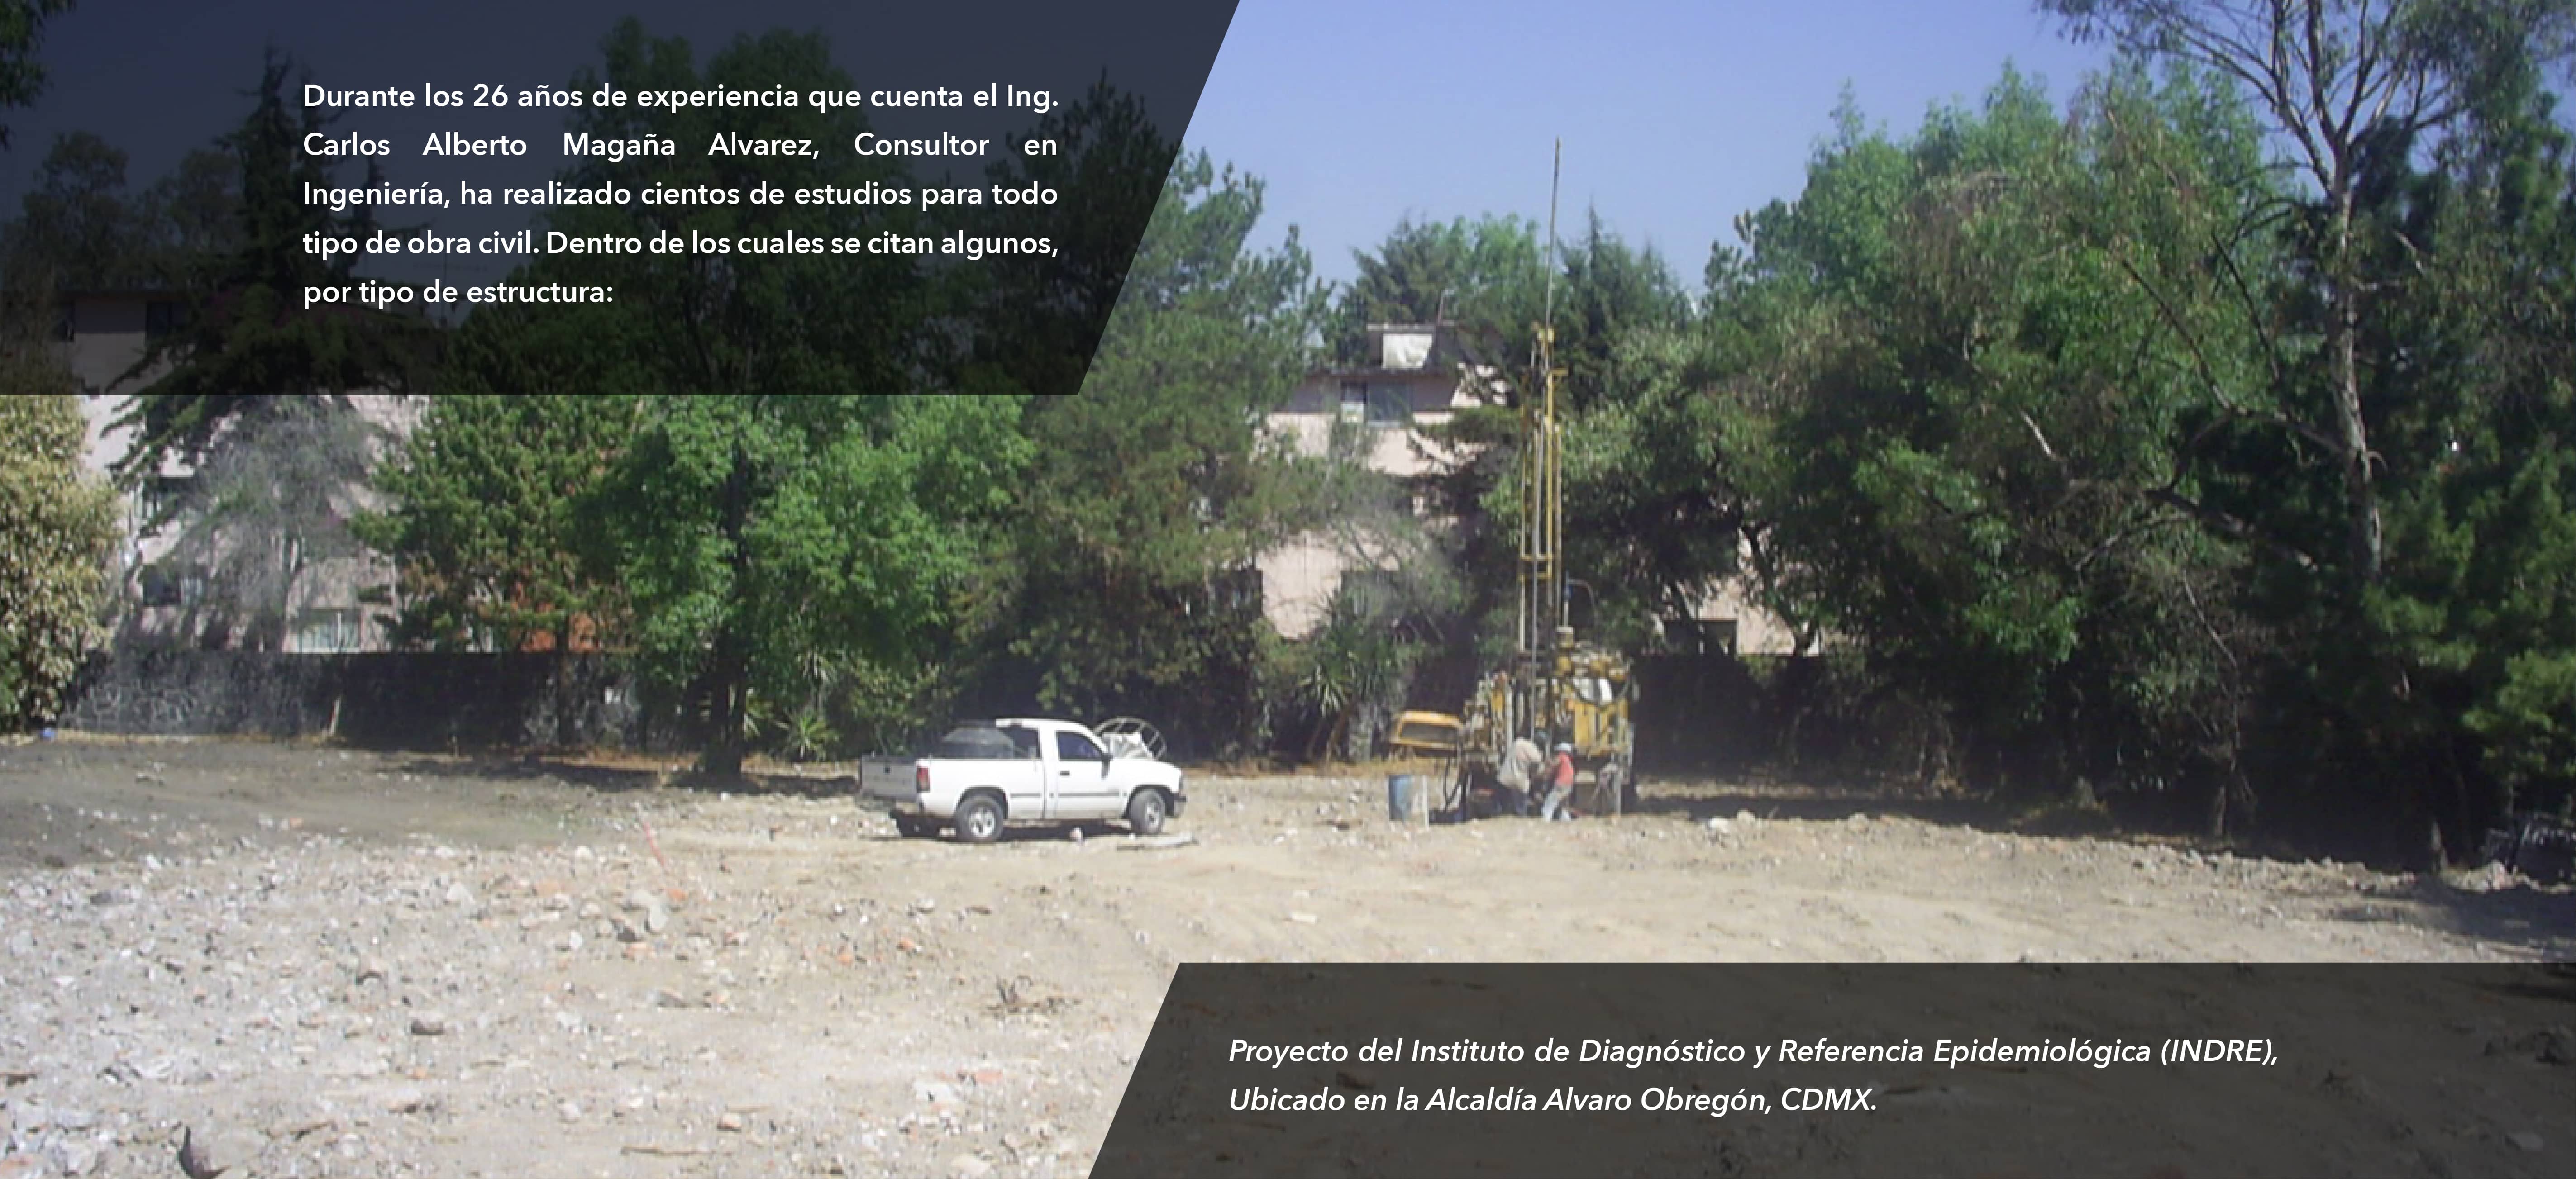 Durante los 26 años de experiencia que cuenta el Ing.
Carlos Alberto Magaña Alvarez, Consultor en
Ingeniería, ha realizado cientos de estudios para todo
tipo de obra civil. Dentro de los cuales se citan algunos,
por tipo de estructura:
Proyecto del Instituto de Diagnóstico y Referencia Epidemiológica (INDRE),
Ubicado en la Alcaldía Alvaro Obregón, CDMX.